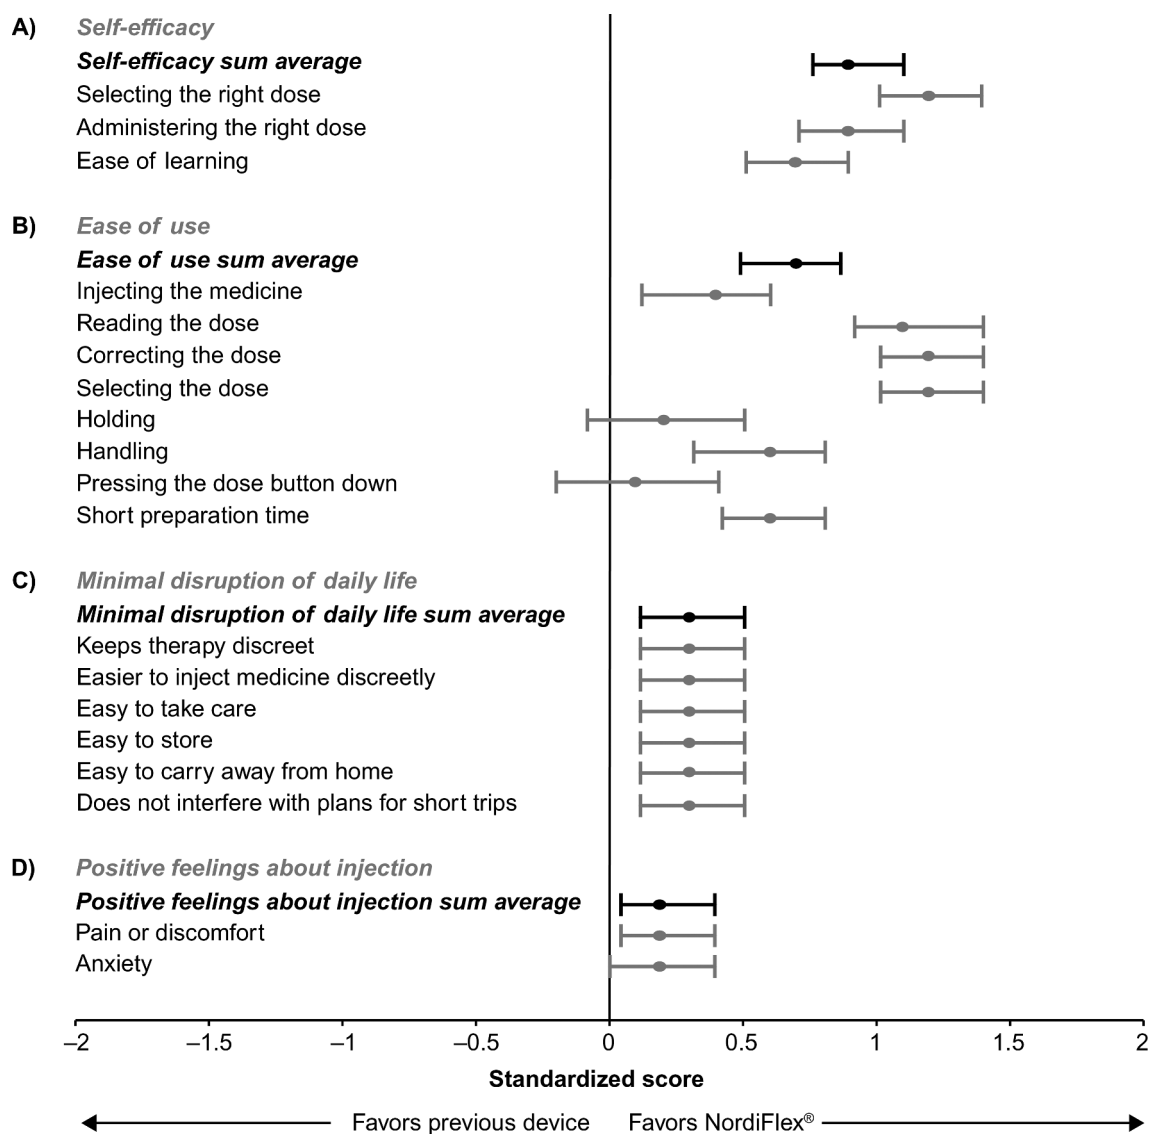 A) Self-efficacy
Self-efficacy sum average
Selecting the right dose
Administering the right dose
Ease of learning
B) Ease of use
Ease of use sum average
Injecting the medicine
Reading the dose
Correcting the dose
Selecting the dose
Holding
Handling
Pressing the dose button down
Short preparation time
C) Minimal disruption of daily life
Minimal disruption of daily life sum average
Keeps therapy discreet
Easier to inject medicine discreetly
Easy to take care
Easy to store
Easy to carry away from home
Does not interfere with plans for short trips
D) Positive feelings about injection
Positive feelings about injection sum average
Pain or discomfort
Anxiety
–2 –1.5 –1 –0.5 0 0.5 1 1.5 2
Standardized score
Favors previous device Favors NordiFlex®